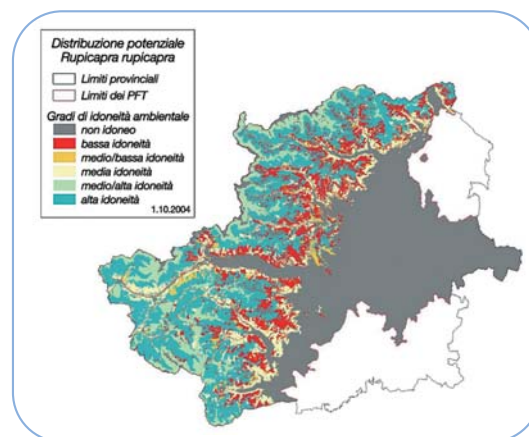 Distribuzione potenziale
Rupicapra rupicapra
Limiti provinciali
Limiti dei PFT
Gradi di idoneità ambientale
non idoneo
bassa idoneità
medio/bassa idoneità
media idoneità
medio/alta idoneità
alta idoneità
1.10.2004